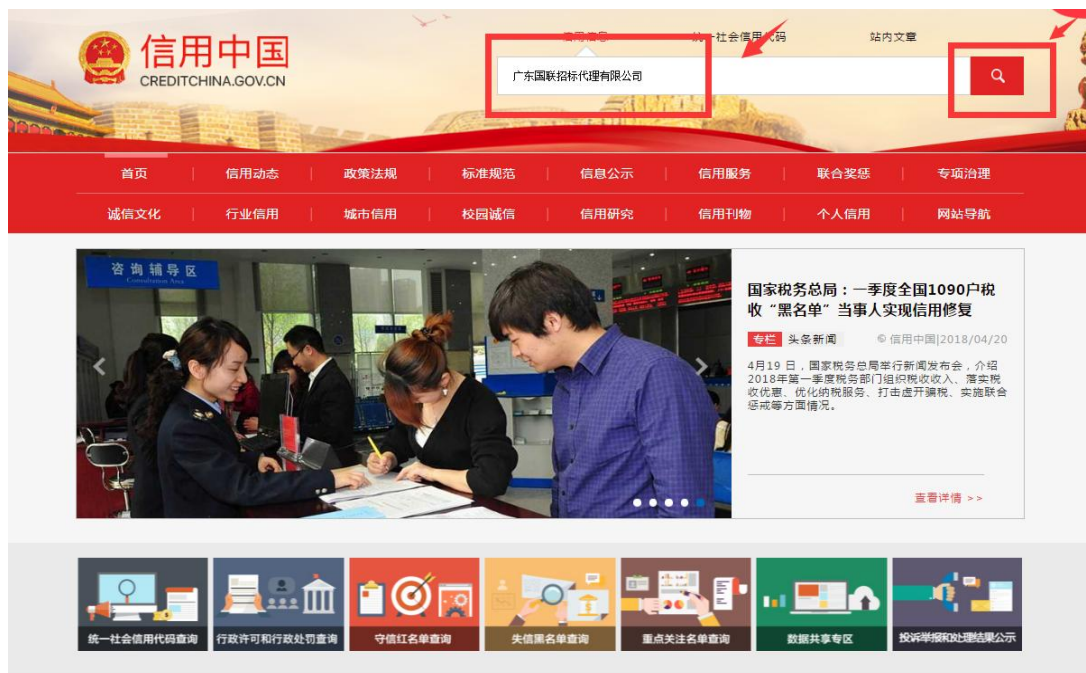 信用中国
CREDITCHINA.GOV.CN
信用信息
统一社会信用代码
站内文章
广东国联招标代理有限公司
首页
信用动态
政策法规
标准规范
信息公示
信用服务
联合奖惩
专项治理
诚信文化
行业信用
城市信用
校园诚信
信用研究
信用刊物
个人信用
网站导航
咨询辅导区
Consultation Area
国家税务总局：一季度全国1090户税
收“黑名单”当事人实现信用修复
专栏 头条新闻
© 信用中国|2018/04/20
4月19 日，国家税务总局举行新闻发布会，介绍
2018年第一季度税务部门组织税收收入、落实税
收优惠、优化纳税服务、打击虚开骗税、实施联合
惩戒等方面情况。
查看详情 >>
统一社会信用代码查询
行政许可和行政处罚查询
守信红名单查询
失信黑名单查询
重点关注名单查询
数据共享专区
投诉举报和处理结果公示